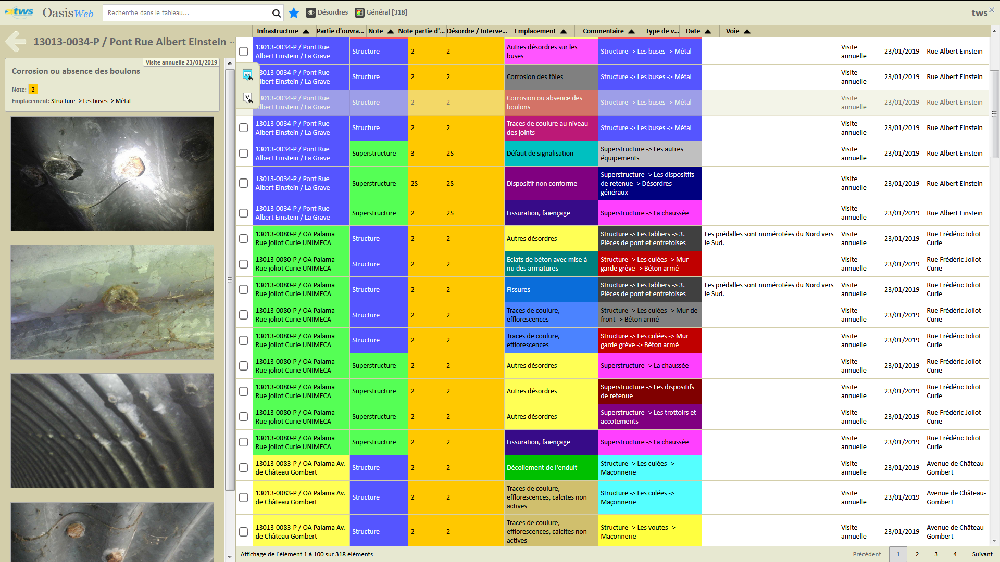 tws OasisWeb Recherche dans le tableau... Désordres Général [318] tws
13013-0034-P / Pont Rue Albert Einstein ...
Visite annuelle 23/01/2019
Corrosion ou absence des boulons
Note: 2
Emplacement: Structure -> Les buses -> Métal
Infrastructure Partie d'ouvra... Note Note partie d'... Désordre / Interve... Emplacement Commentaire Type de v... Date Voie
13013-0034-P / Pont Rue Albert Einstein / La Grave Structure 2 2 Autres désordres sur les buses Structure -> Les buses -> Métal Visite annuelle 23/01/2019 Rue Albert Einstein
13013-0034-P / Pont Rue Albert Einstein / La Grave Structure 2 2 Corrosion des tôles Structure -> Les buses -> Métal Visite annuelle 23/01/2019 Rue Albert Einstein
V
13013-0034-P / Pont Rue Albert Einstein / La Grave Structure 2 2 Corrosion ou absence des boulons Structure -> Les buses -> Métal Visite annuelle 23/01/2019 Rue Albert Einstein
13013-0034-P / Pont Rue Albert Einstein / La Grave Structure 2 2 Traces de coulure au niveau des joints Structure -> Les buses -> Métal Visite annuelle 23/01/2019 Rue Albert Einstein
13013-0034-P / Pont Rue Albert Einstein / La Grave Superstructure 3 2S Défaut de signalisation Superstructure -> Les autres équipements Visite annuelle 23/01/2019 Rue Albert Einstein
13013-0034-P / Pont Rue Albert Einstein / La Grave Superstructure 2S 2S Dispositif non conforme Superstructure -> Les dispositifs de retenue -> Désordres généraux Visite annuelle 23/01/2019 Rue Albert Einstein
13013-0034-P / Pont Rue Albert Einstein / La Grave Superstructure 2 2S Fissuration, faïençage Superstructure -> La chaussée Visite annuelle 23/01/2019 Rue Albert Einstein
13013-0080-P / OA Palama Rue joliot Curie UNIMECA Structure 2 2 Autres désordres Structure -> Les tabliers -> 3. Pièces de pont et entretoises Les prédalles sont numérotées du Nord vers le Sud. Visite annuelle 23/01/2019 Rue Frédéric Joliot Curie
13013-0080-P / OA Palama Rue joliot Curie UNIMECA Structure 2 2 Eclats de béton avec mise à nu des armatures Structure -> Les culées -> Mur garde grève -> Béton armé Visite annuelle 23/01/2019 Rue Frédéric Joliot Curie
13013-0080-P / OA Palama Rue joliot Curie UNIMECA Structure 2 2 Fissures Structure -> Les tabliers -> 3. Pièces de pont et entretoises Les prédalles sont numérotées du Nord vers le Sud. Visite annuelle 23/01/2019 Rue Frédéric Joliot Curie
13013-0080-P / OA Palama Rue joliot Curie UNIMECA Structure 2 2 Traces de coulure, efflorescences Structure -> Les culées -> Mur de front -> Béton armé Visite annuelle 23/01/2019 Rue Frédéric Joliot Curie
13013-0080-P / OA Palama Rue joliot Curie UNIMECA Structure 2 2 Traces de coulure, efflorescences Structure -> Les culées -> Mur garde grève -> Béton armé Visite annuelle 23/01/2019 Rue Frédéric Joliot Curie
13013-0080-P / OA Palama Rue joliot Curie UNIMECA Superstructure 2 2 Autres désordres Superstructure -> La chaussée Visite annuelle 23/01/2019 Rue Frédéric Joliot Curie
13013-0080-P / OA Palama Rue joliot Curie UNIMECA Superstructure 2 2 Autres désordres Superstructure -> Les dispositifs de retenue Visite annuelle 23/01/2019 Rue Frédéric Joliot Curie
13013-0080-P / OA Palama Rue joliot Curie UNIMECA Superstructure 2 2 Autres désordres Superstructure -> Les trottoirs et accotements Visite annuelle 23/01/2019 Rue Frédéric Joliot Curie
13013-0080-P / OA Palama Rue joliot Curie UNIMECA Superstructure 2 2 Fissuration, faïençage Superstructure -> La chaussée Visite annuelle 23/01/2019 Rue Frédéric Joliot Curie
13013-0083-P / OA Palama Av. de Château Gombert Structure 2 2 Décollement de l'enduit Structure -> Les culées -> Maçonnerie Visite annuelle 23/01/2019 Avenue de Château-Gombert
13013-0083-P / OA Palama Av. de Château Gombert Structure 2 2 Traces de coulure, efflorescences, calcites non actives Structure -> Les culées -> Maçonnerie Visite annuelle 23/01/2019 Avenue de Château-Gombert
13013-0083-P / OA Palama Av. de Château Gombert Structure 2 2 Traces de coulure, efflorescences, calcites non actives Structure -> Les voutes -> Maçonnerie Visite annuelle 23/01/2019 Avenue de Château-Gombert
Affichage de l'élément 1 à 100 sur 318 éléments Précédent 1 2 3 4 Suivant